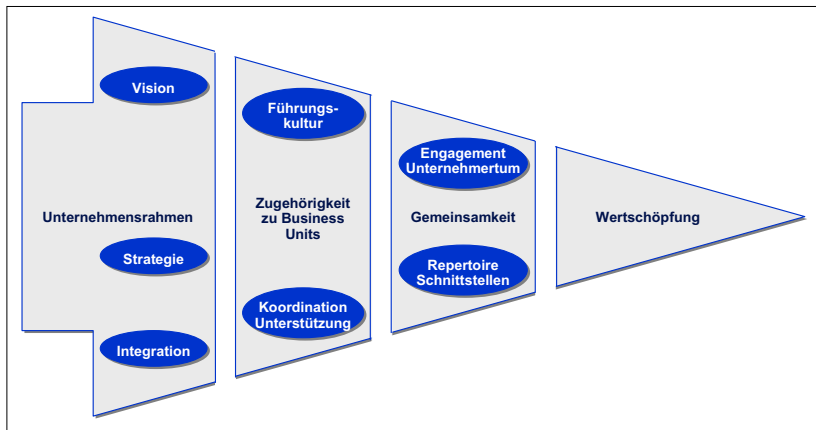 Vision
Unternehmensrahmen
Strategie
Integration
Führungs-
kultur
Zugehörigkeit
zu Business
Units
Koordination
Unterstützung
Engagement
Unternehmertum
Gemeinsamkeit
Repertoire
Schnittstellen
Wertschöpfung